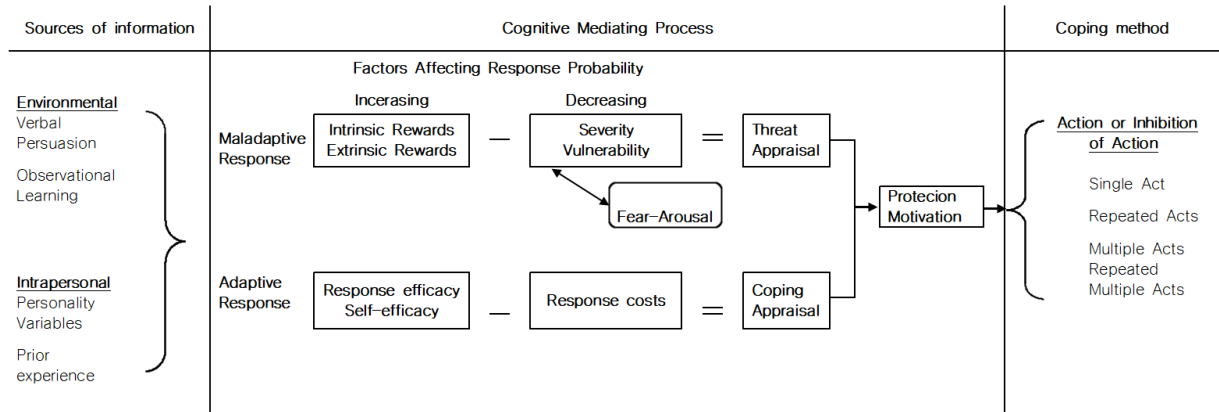 Sources of information
Cognitive Mediating Process
Coping method
Factors Affecting Response Probability
Incerasing
Decreasing
Environmental
Verbal
Persuasion
Observational
Learning
Intrapersonal
Personality
Variables
Prior
experience
Maladaptive
Response
Intrinsic Rewards
Extrinsic Rewards
−
Severity
Vulnerability
=
Threat
Appraisal
Fear-Arousal
Adaptive
Response
Response efficacy
Self-efficacy
−
Response costs
=
Coping
Appraisal
Protecion
Motivation
Action or Inhibition
of Action
Single Act
Repeated Acts
Multiple Acts
Repeated
Multiple Acts